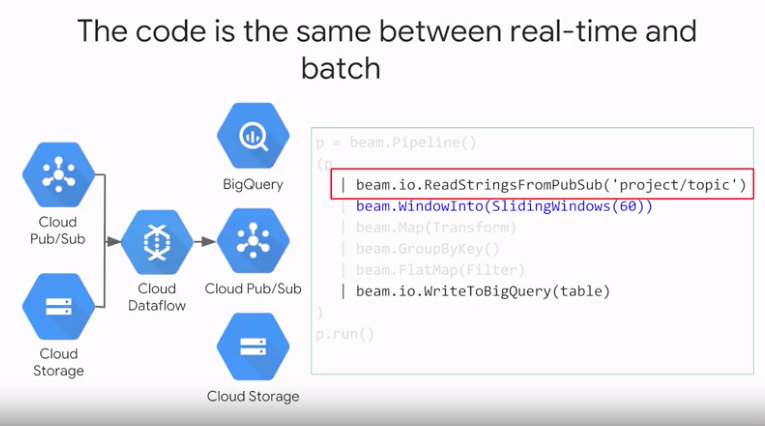 The code is the same between real-time and
batch
BigQuery
Cloud
Pub/Sub
Cloud
Dataflow
Cloud Pub/Sub
Cloud
Storage
Cloud Storage
p = beam.Pipeline()
(p
| beam.io.ReadStringsFromPubSub('project/topic')
| beam.WindowInto(SlidingWindows(60))
| beam.Map(Transform)
| beam.GroupByKey()
| beam.FlatMap(Filter)
| beam.io.WriteToBigQuery(table)
)
p.run()